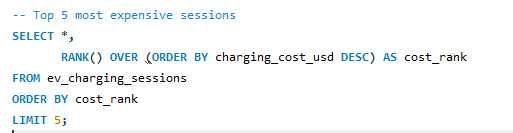 -- Top 5 most expensive sessions
SELECT *,
RANK() OVER (ORDER BY charging_cost_usd DESC) AS cost_rank
FROM ev_charging_sessions
ORDER BY cost_rank
LIMIT 5;